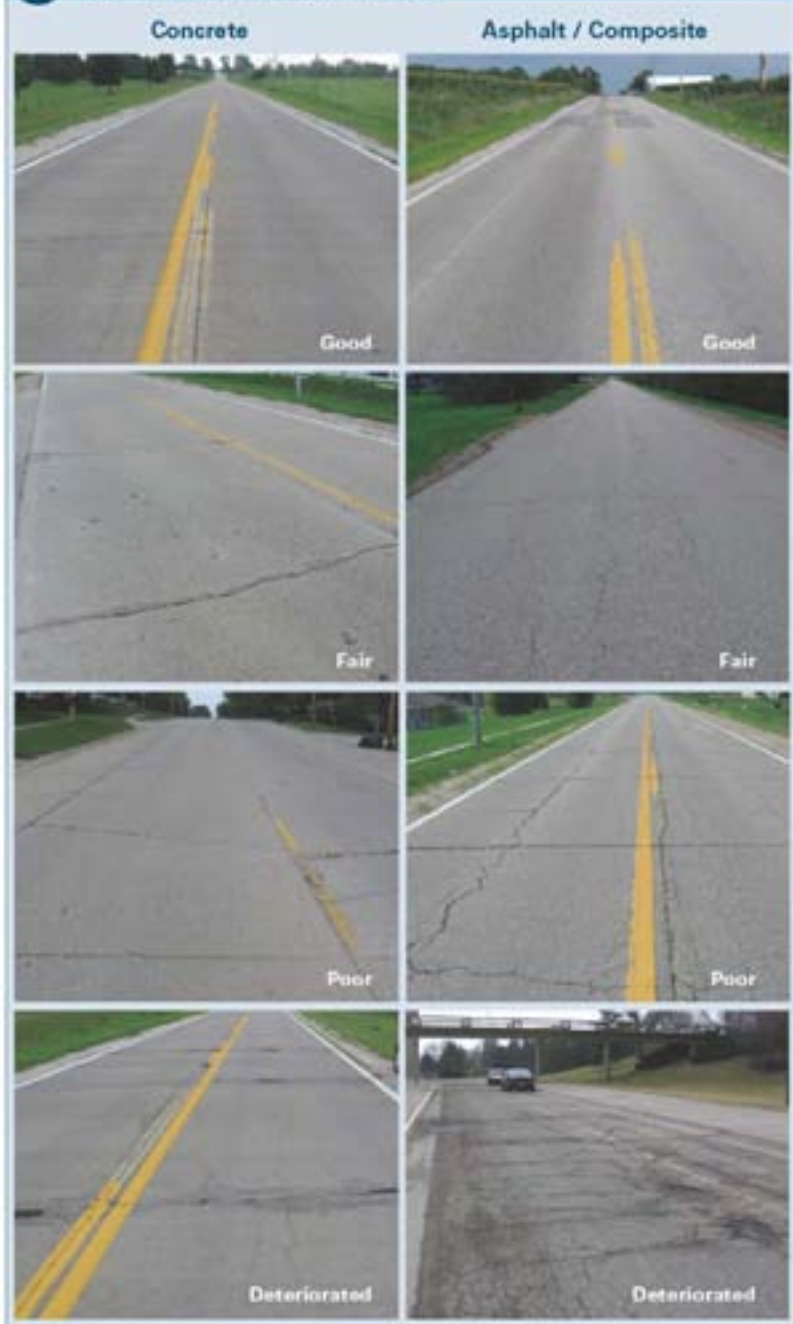 Concrete Asphalt / Composite
Good Good
Fair Fair
Poor Poor
Deteriorated Deteriorated